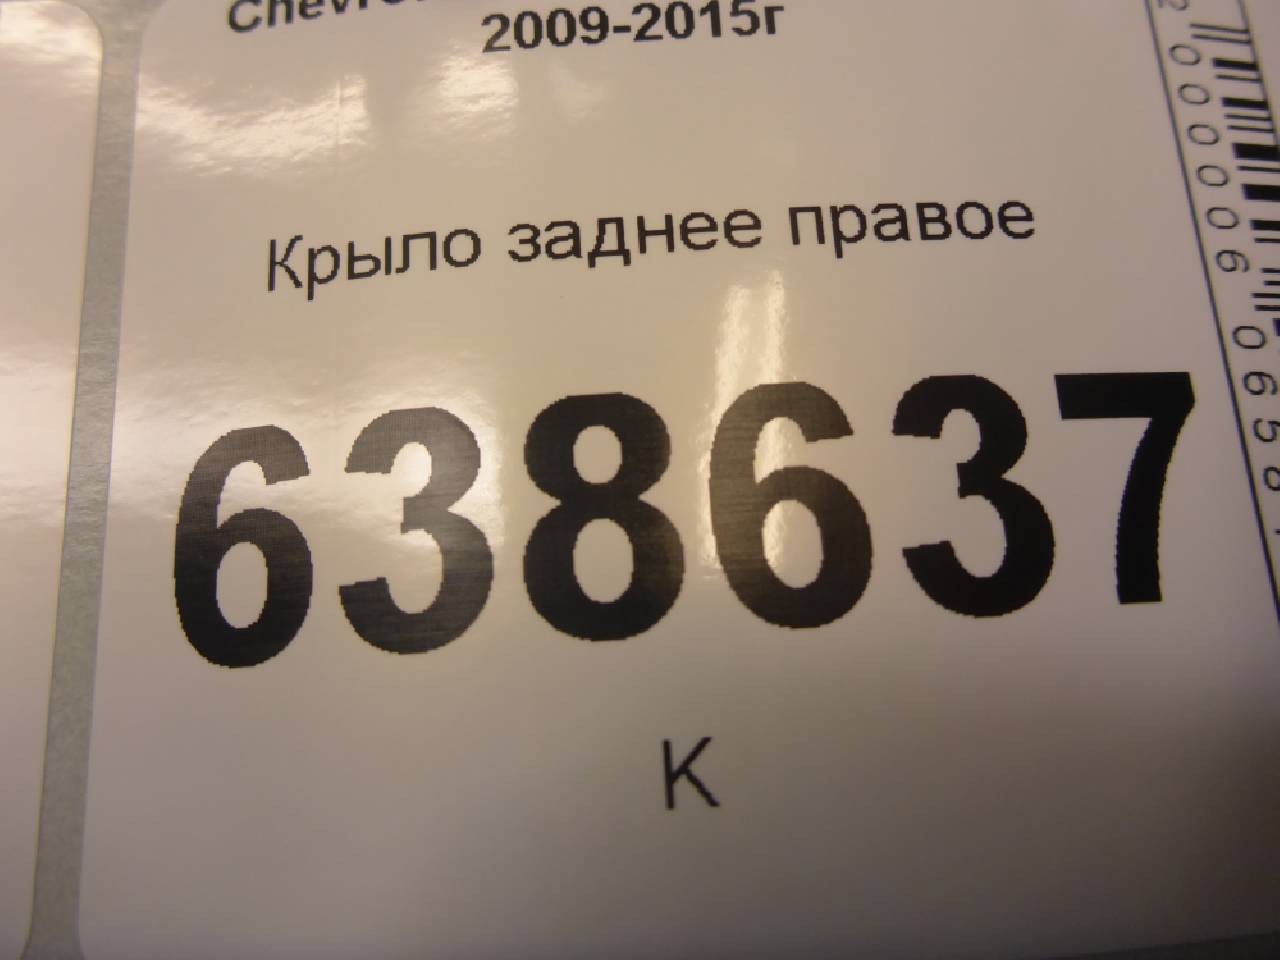 2009-2015г
Крыло заднее правое
638637
К